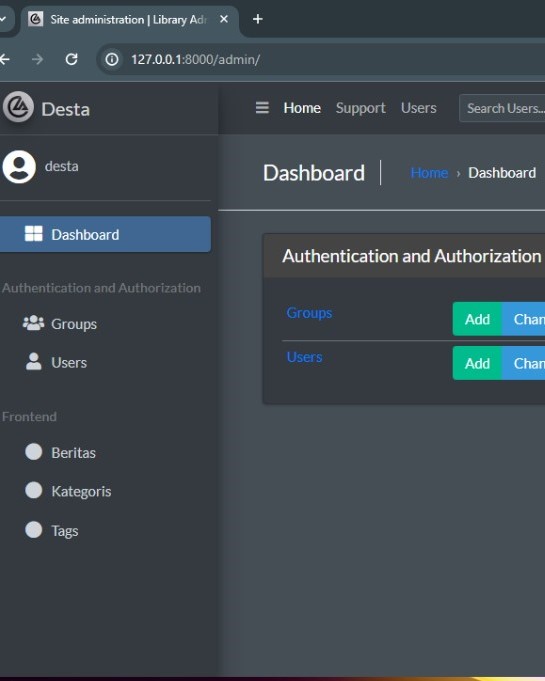 Site administration | Library Ad
127.0.0.1:8000/admin/
Desta
Home Support Users Search Users...
desta
Dashboard
Home › Dashboard
Dashboard
Authentication and Authorization
Groups
Users
Frontend
Beritas
Kategoris
Tags
Authentication and Authorization
Groups Add Chan
Users Add Chan